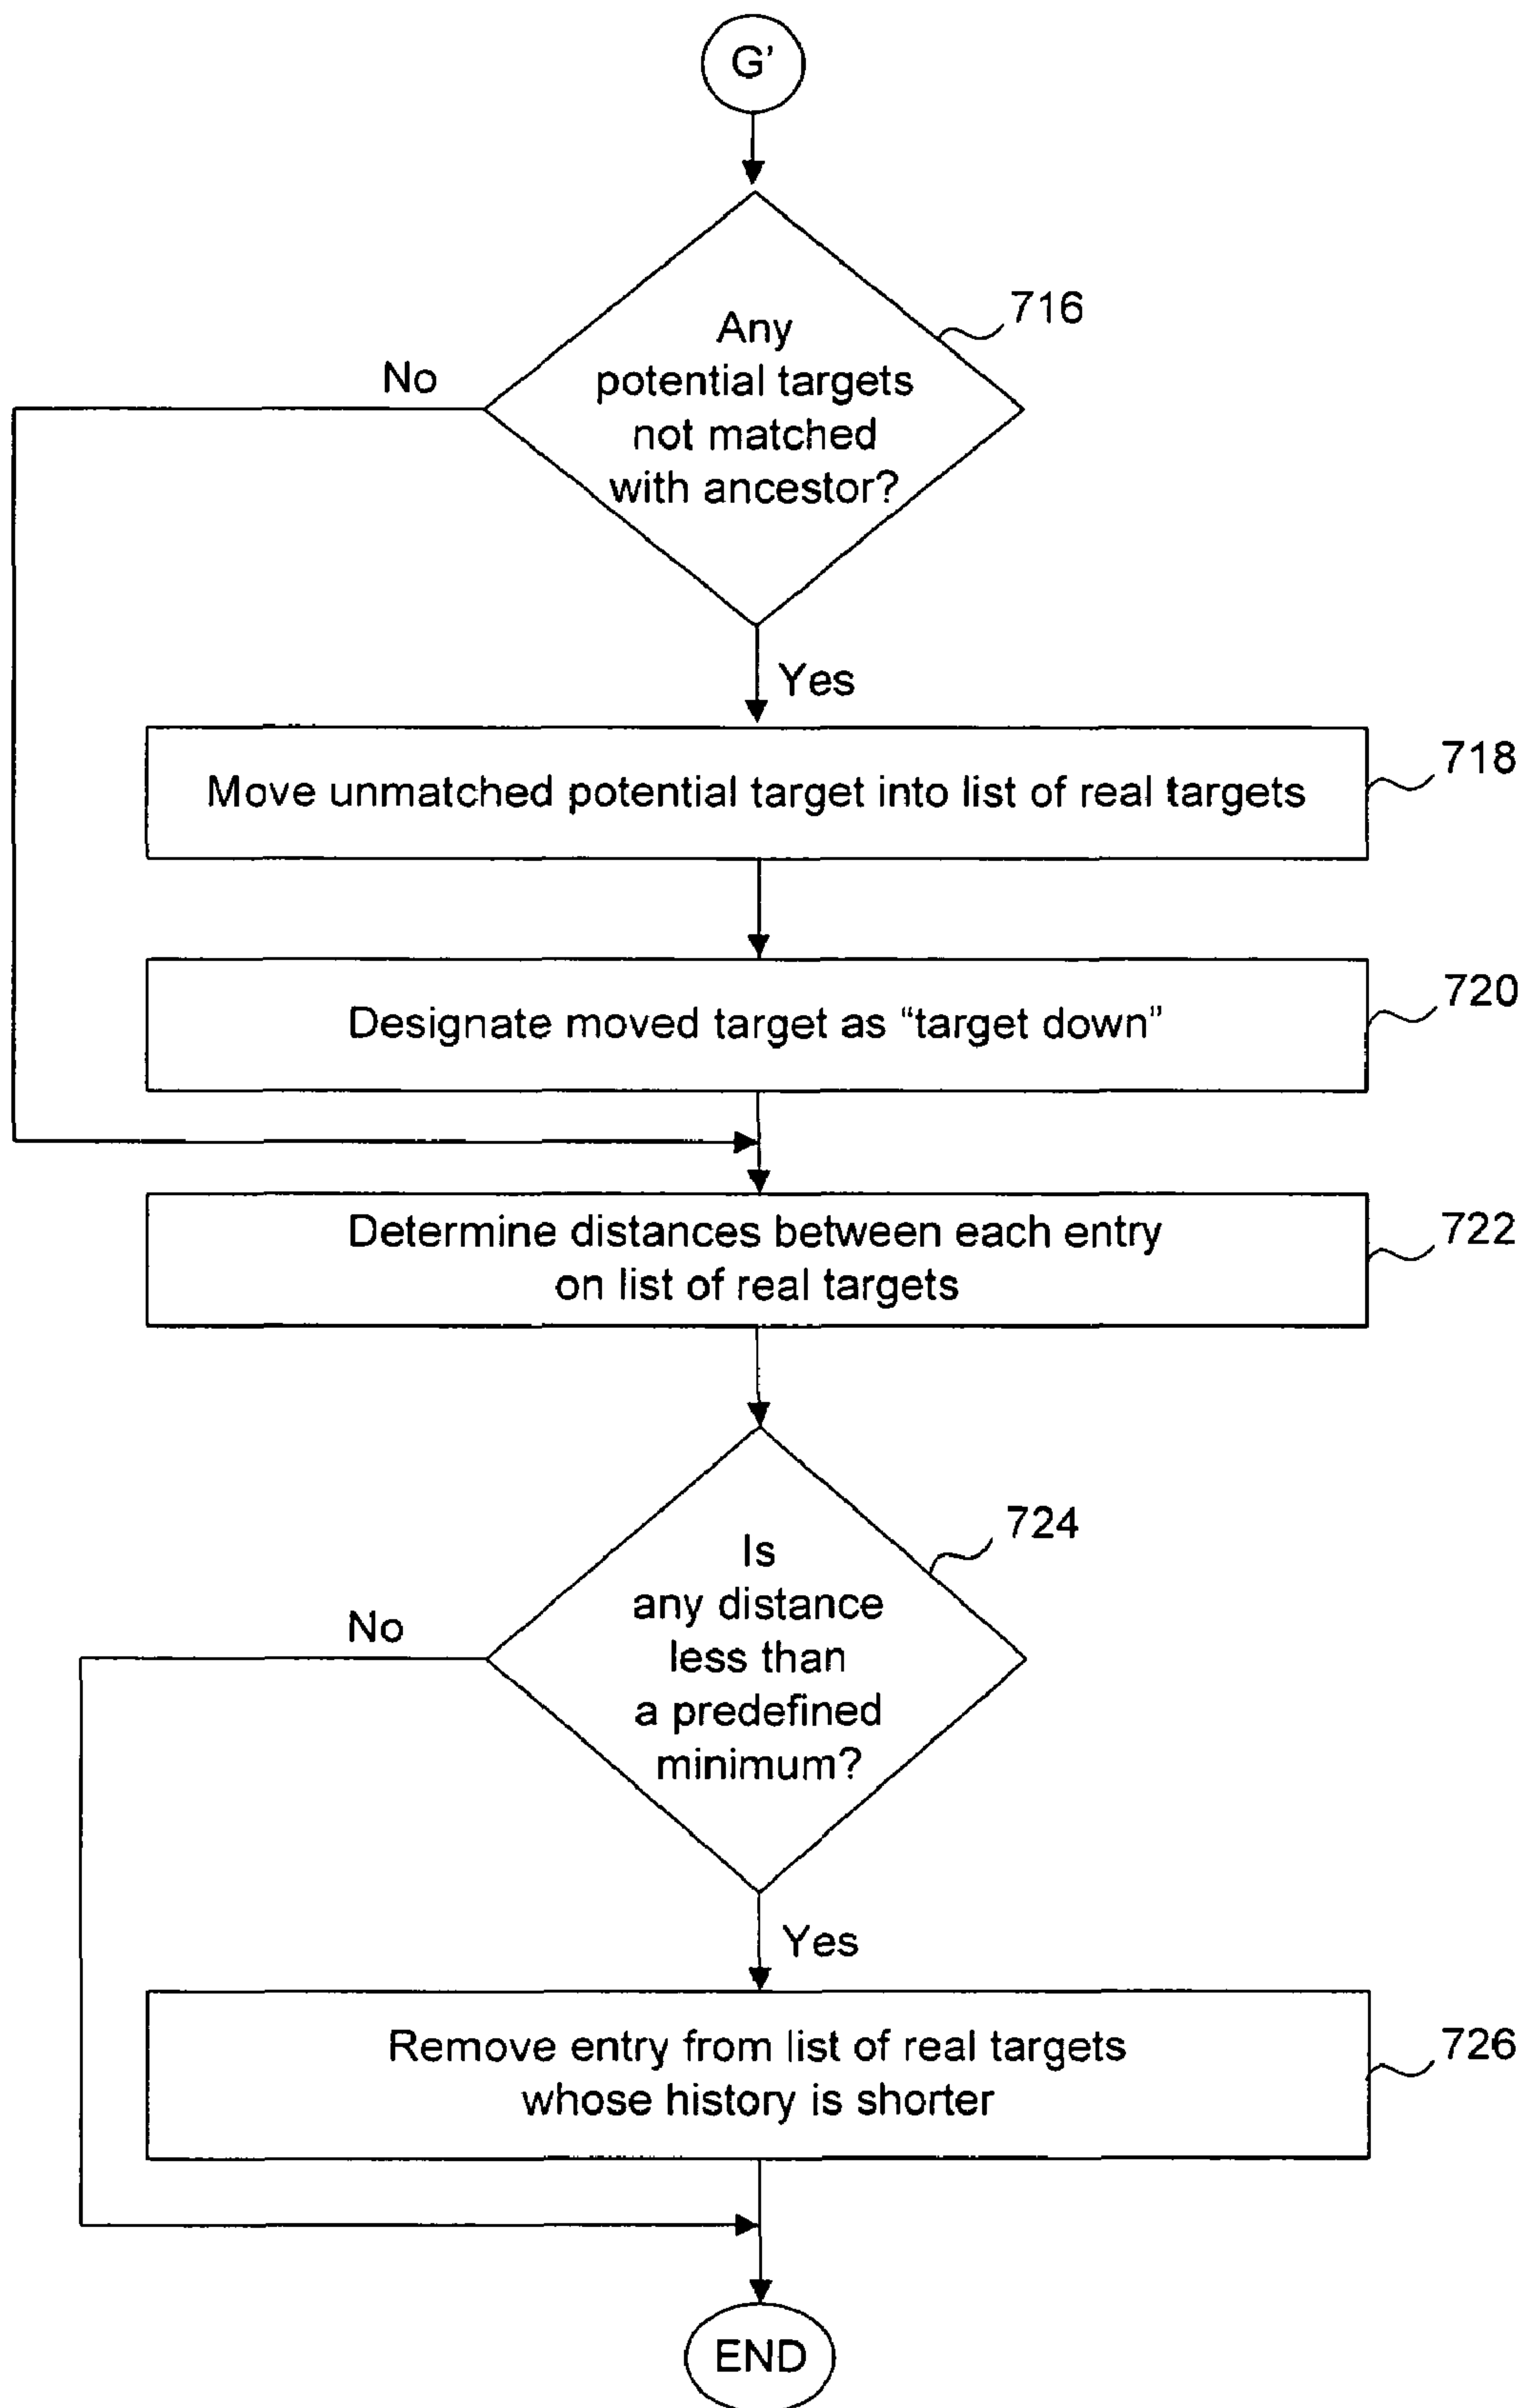 G’
716
Any
potential targets
not matched
with ancestor?
No
Yes
718
Move unmatched potential target into list of real targets
720
Designate moved target as “target down”
722
Determine distances between each entry
on list of real targets
724
Is
any distance
less than
a predefined
minimum?
No
Yes
726
Remove entry from list of real targets
whose history is shorter
END